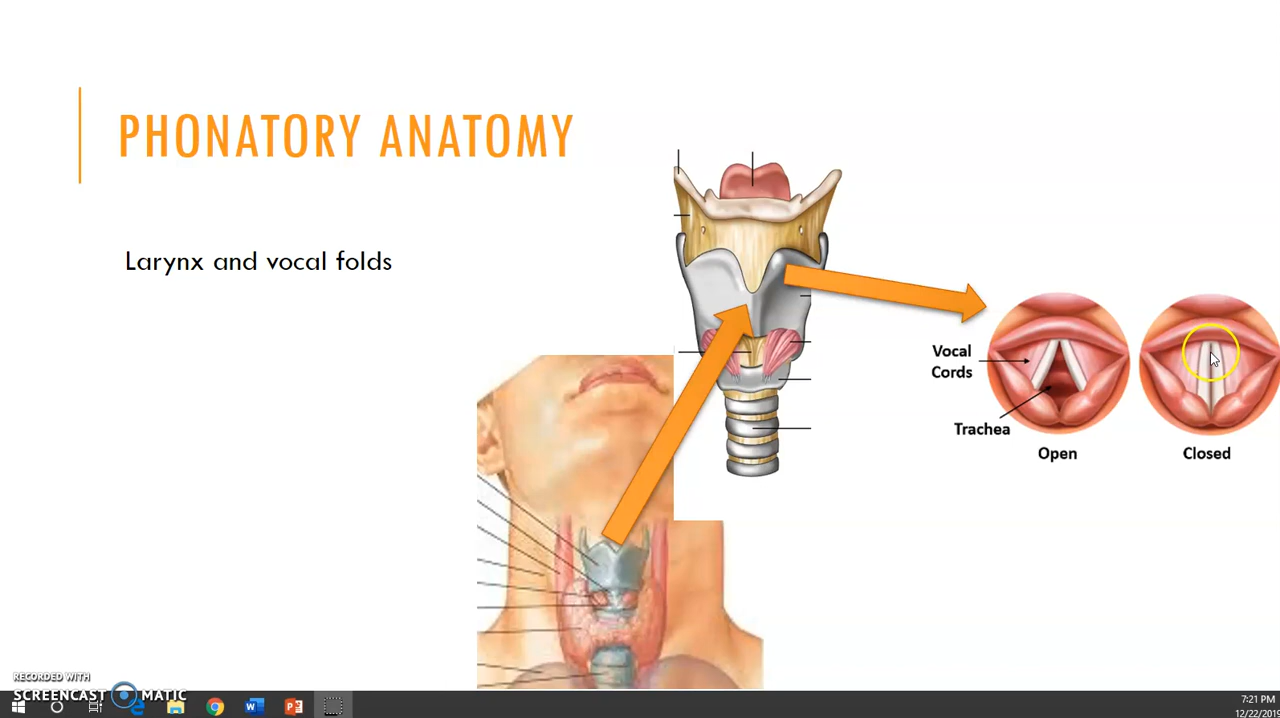 PHONATORY ANATOMY
Larynx and vocal folds
Vocal
Cords
Trachea
Open
Closed
RECORDED WITH
SCREENCAST MATIC
7:21 PM